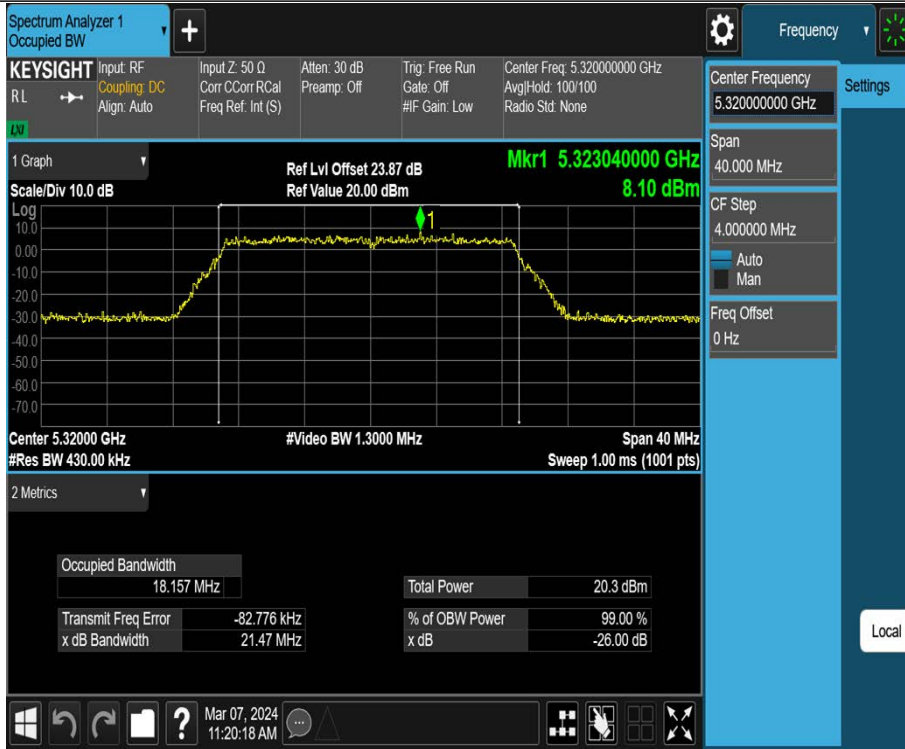 Spectrum Analyzer 1
Occupied BW
+
Frequency
KEYSIGHT
R L
LXI
Input: RF
Coupling: DC
Align: Auto
Input Z: 50 Ω
Corr CCorr RCal
Freq Ref: Int (S)
Atten: 30 dB
Preamp: Off
Trig: Free Run
Gate: Off
#IF Gain: Low
Center Freq: 5.320000000 GHz
Avg|Hold: 100/100
Radio Std: None
Center Frequency
5.320000000 GHz
Settings
Span
40.000 MHz
CF Step
4.000000 MHz
Auto
Man
Freq Offset
0 Hz
1 Graph
Scale/Div 10.0 dB
Ref Lvl Offset 23.87 dB
Ref Value 20.00 dBm
Mkr1 5.323040000 GHz
8.10 dBm
Log
1
10.0
0.00
-10.0
-20.0
-30.0
-40.0
-50.0
-60.0
-70.0
Center 5.32000 GHz
#Video BW 1.3000 MHz
Span 40 MHz
#Res BW 430.00 kHz
Sweep 1.00 ms (1001 pts)
2 Metrics
Occupied Bandwidth
18.157 MHz
Total Power 20.3 dBm
Transmit Freq Error -82.776 kHz
% of OBW Power 99.00 %
x dB Bandwidth 21.47 MHz
x dB -26.00 dB
Local
?
Mar 07, 2024
11:20:18 AM